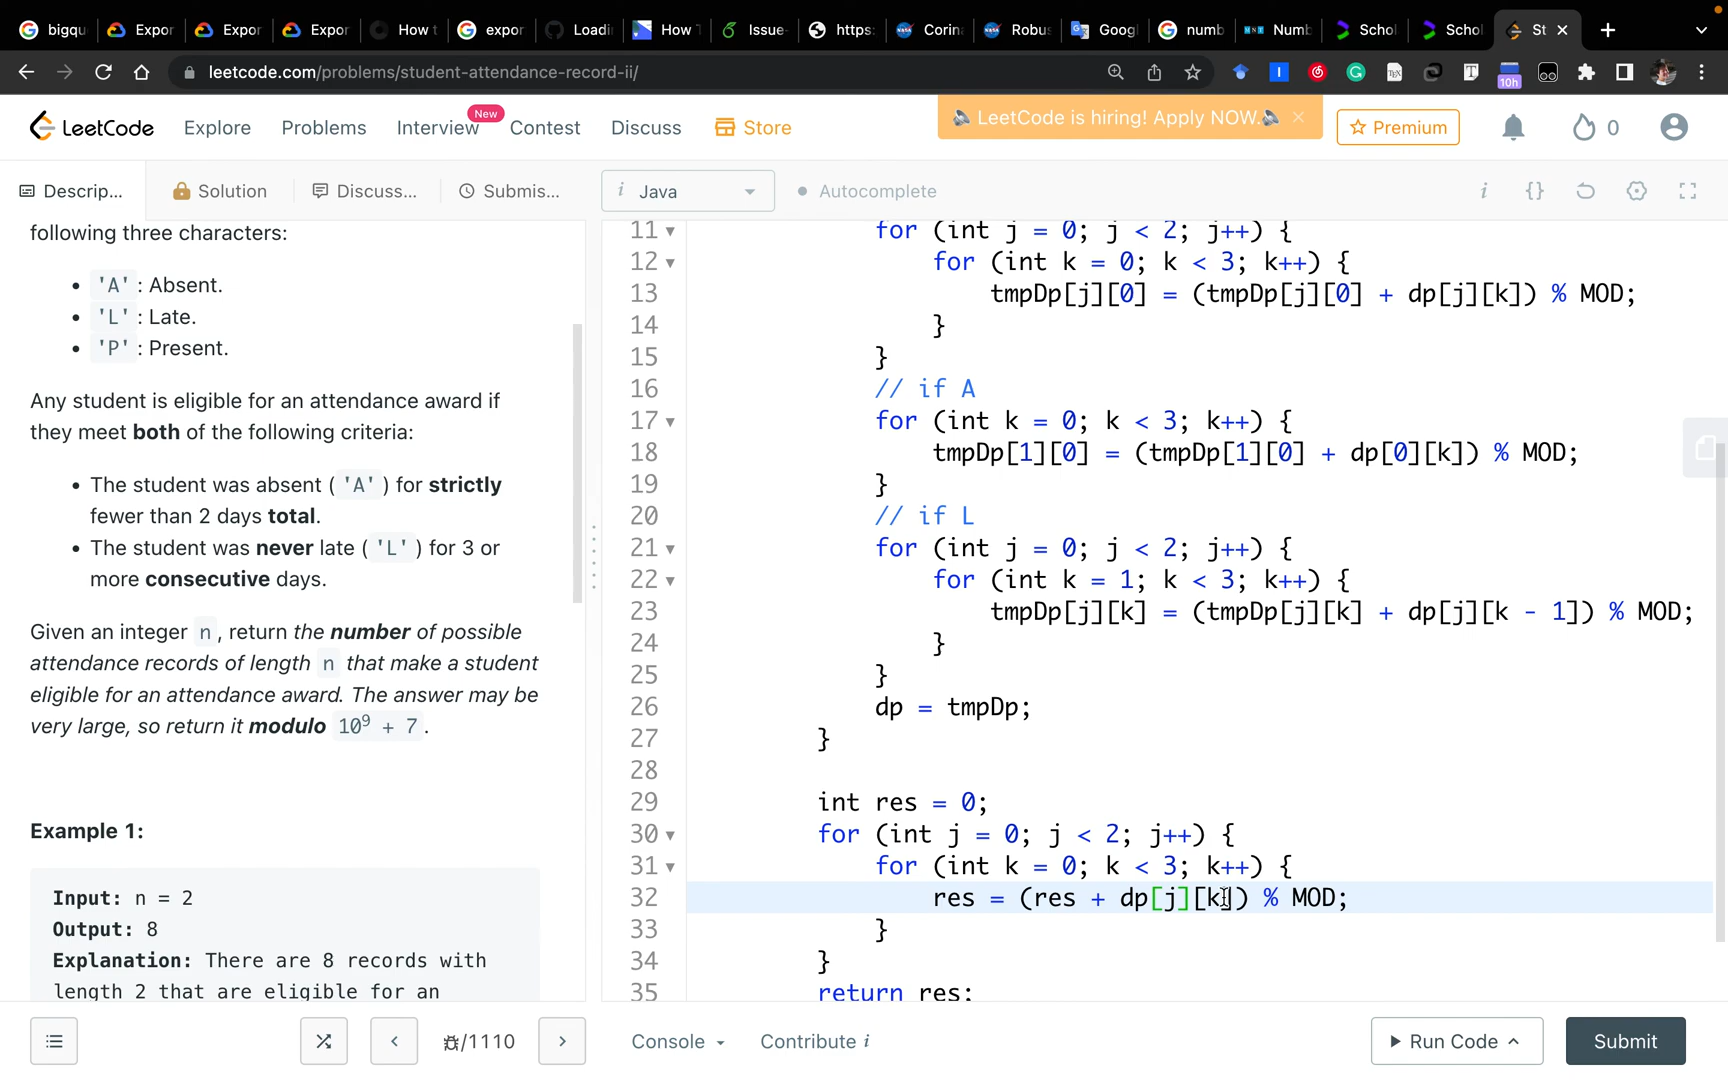 bigqu
Expor
Expor
Expor
How t
expor
Loadi
How T
Issue-
https:
Corin
Robus
Goog
numb
Numb
Schol
Schol
St
leetcode.com/problems/student-attendance-record-ii/
10h
LeetCode
Explore
Problems
Interview
New
Contest
Discuss
Store
LeetCode is hiring! Apply NOW.
Premium
0
Descrip...
Solution
Discuss...
Submis...
i Java
Autocomplete
i
{}
following three characters:
• 'A' : Absent.
• 'L' : Late.
• 'P' : Present.
Any student is eligible for an attendance award if
they meet both of the following criteria:
• The student was absent ( 'A' ) for strictly
fewer than 2 days total.
• The student was never late ( 'L' ) for 3 or
more consecutive days.
Given an integer n , return the number of possible
attendance records of length n that make a student
eligible for an attendance award. The answer may be
very large, so return it modulo 10⁹ + 7 .
Example 1:
Input: n = 2
Output: 8
Explanation: There are 8 records with
length 2 that are eligible for an
11 for (int j = 0; j < 2; j++) {
12 for (int k = 0; k < 3; k++) {
13 tmpDp[j][0] = (tmpDp[j][0] + dp[j][k]) % MOD;
14 }
15 }
16 // if A
17 for (int k = 0; k < 3; k++) {
18 tmpDp[1][0] = (tmpDp[1][0] + dp[0][k]) % MOD;
19 }
20 // if L
21 for (int j = 0; j < 2; j++) {
22 for (int k = 1; k < 3; k++) {
23 tmpDp[j][k] = (tmpDp[j][k] + dp[j][k - 1]) % MOD;
24 }
25 }
26 dp = tmpDp;
27 }
28
29 int res = 0;
30 for (int j = 0; j < 2; j++) {
31 for (int k = 0; k < 3; k++) {
32 res = (res + dp[j][k]) % MOD;
33 }
34 }
35 return res;
/1110
Console
Contribute i
Run Code
Submit